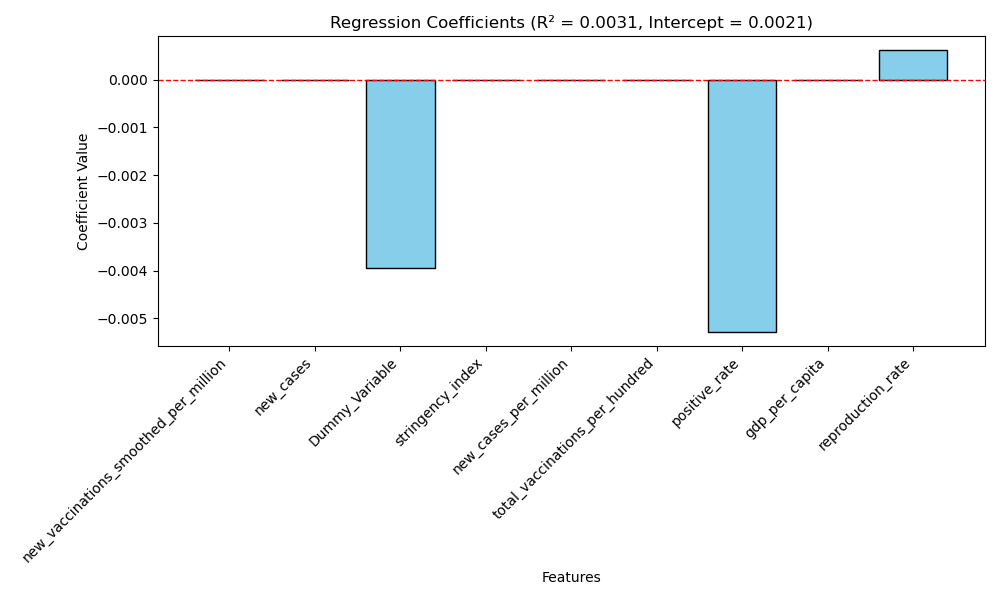 Regression Coefficients (R² = 0.0031, Intercept = 0.0021)
Coefficient Value
0.000
−0.001
−0.002
−0.003
−0.004
−0.005
new_vaccinations_smoothed_per_million
new_cases
Dummy_Variable
stringency_index
new_cases_per_million
total_vaccinations_per_hundred
positive_rate
gdp_per_capita
reproduction_rate
Features